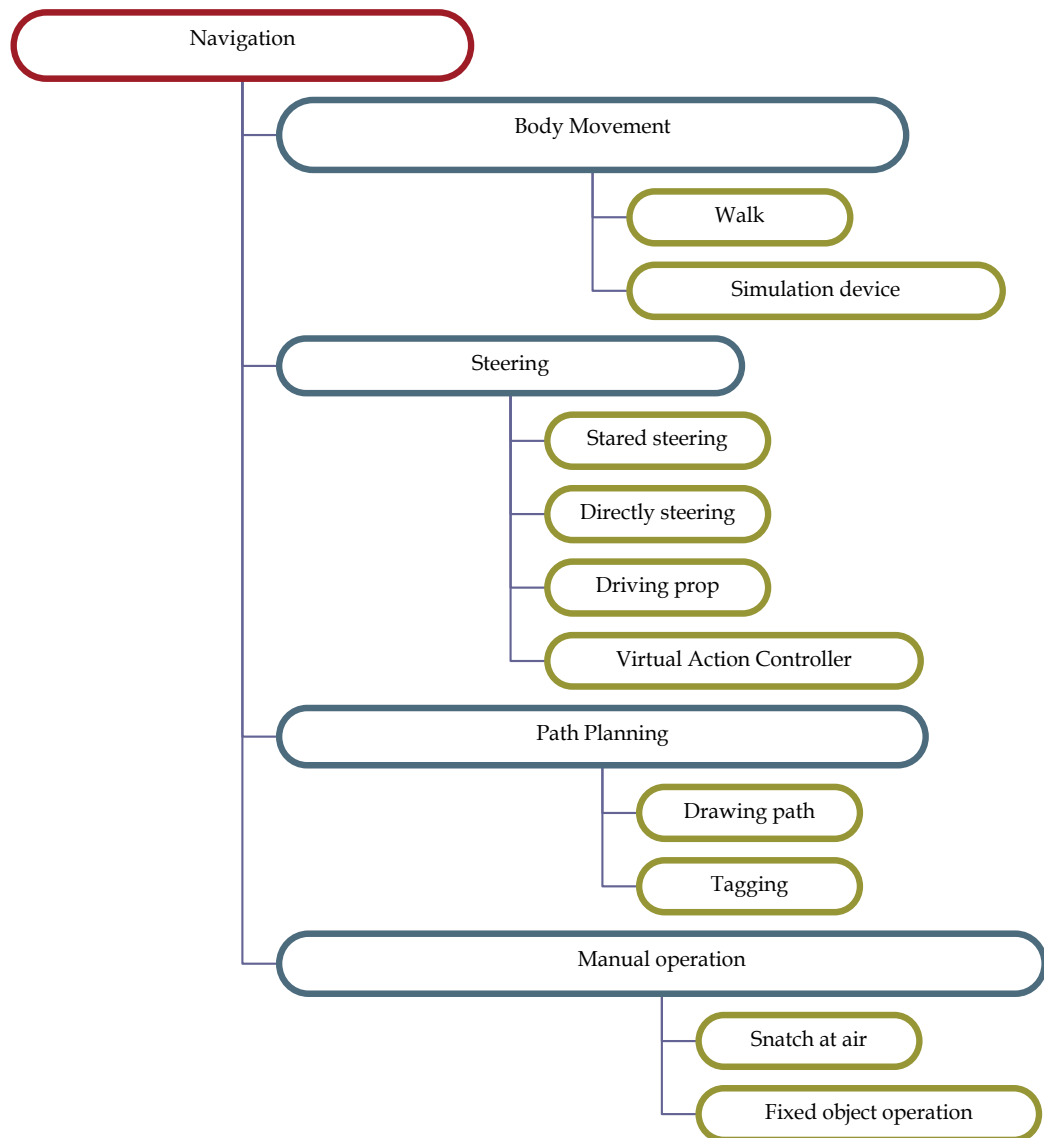 Navigation
Body Movement
Walk
Simulation device
Steering
Stared steering
Directly steering
Driving prop
Virtual Action Controller
Path Planning
Drawing path
Tagging
Manual operation
Snatch at air
Fixed object operation